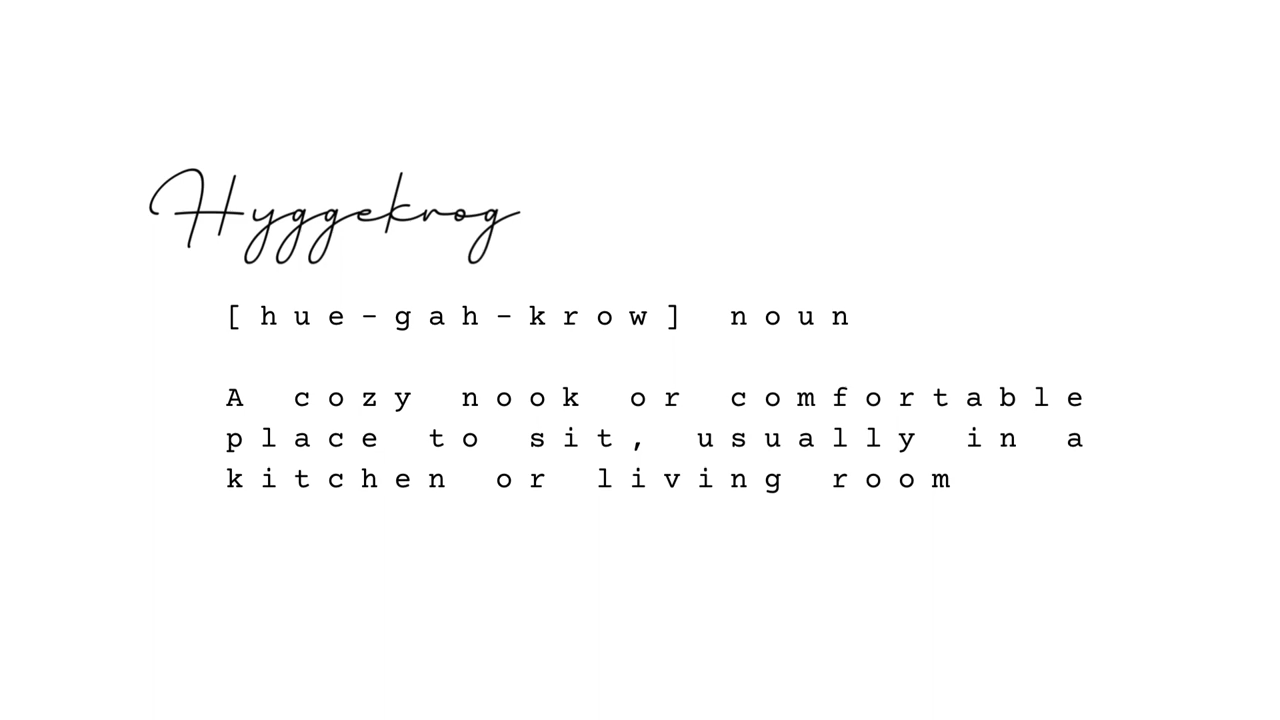 Hyggekrog
[hue-gah-krow] noun
A cozy nook or comfortable
place to sit, usually in a
kitchen or living room